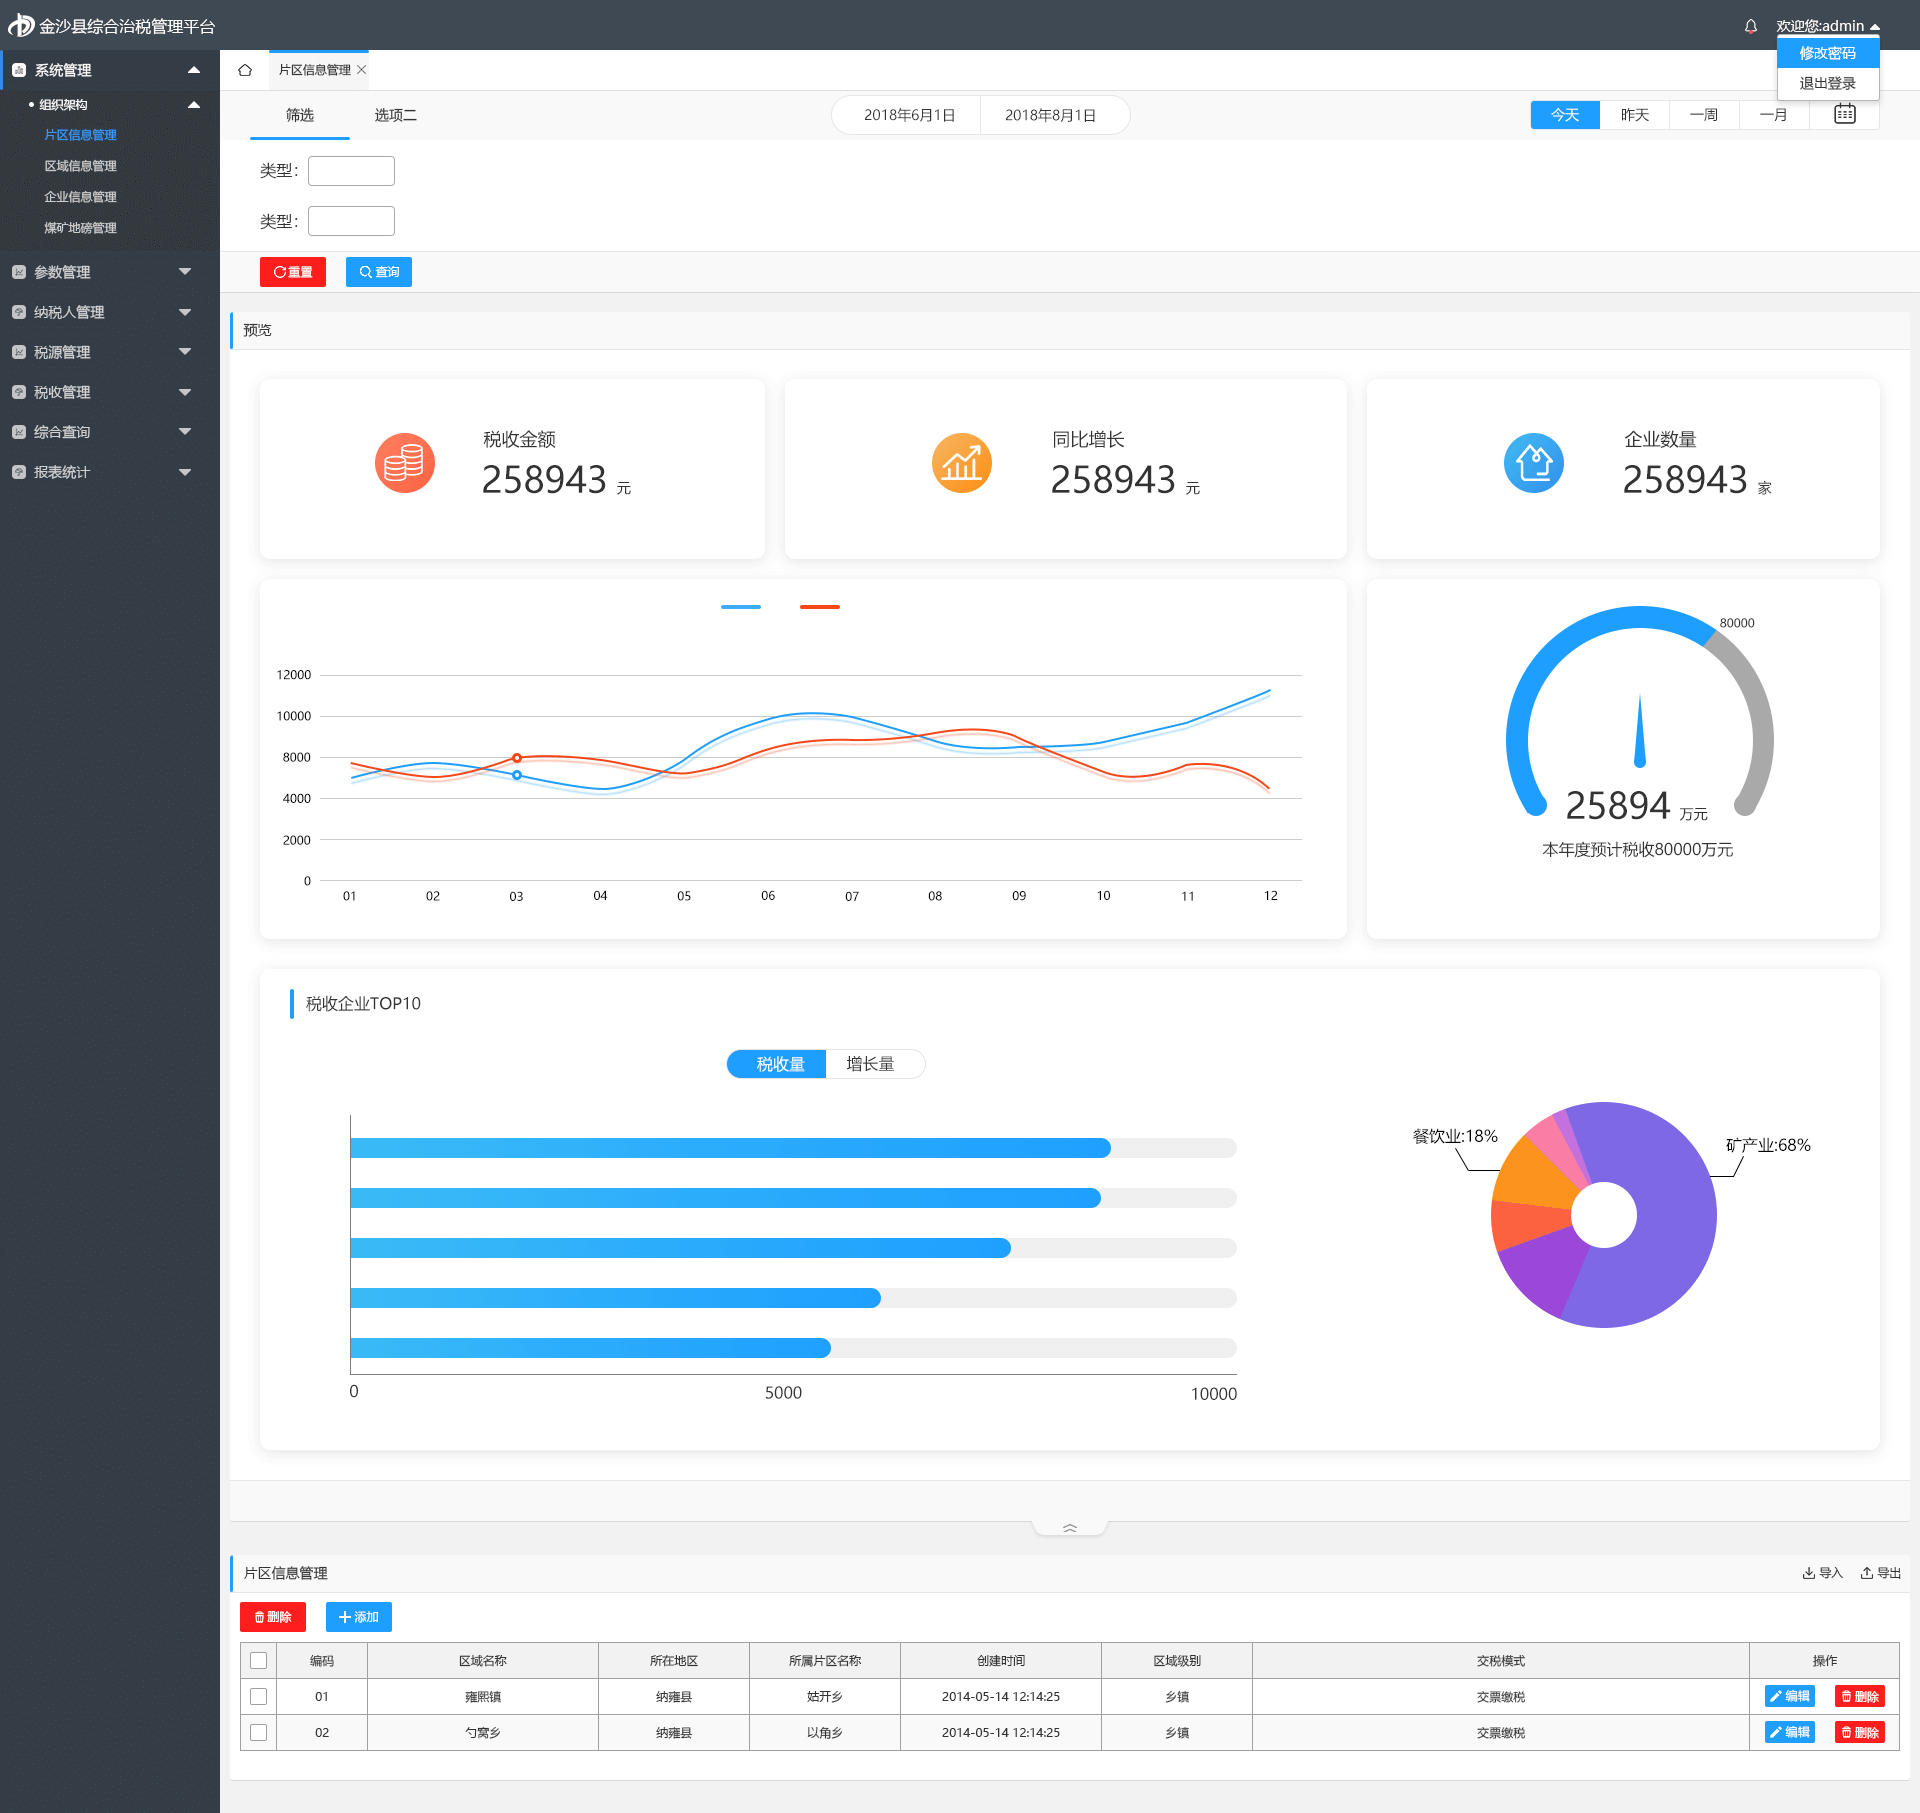 金沙县综合治税管理平台
欢迎您:admin
修改密码
退出登录
系统管理
组织架构
片区信息管理
区域信息管理
企业信息管理
煤矿地磅管理
参数管理
纳税人管理
税源管理
税收管理
综合查询
报表统计
片区信息管理
筛选 选项二 2018年6月1日 2018年8月1日 今天 昨天 一周 一月
类型：
类型：
重置 查询
预览
税收金额
258943 元
同比增长
258943 元
企业数量
258943 家
12000
10000
8000
4000
2000
0
01 02 03 04 05 06 07 08 09 10 11 12
80000
25894 万元
本年度预计税收80000万元
税收企业TOP10
税收量 增长量
0 5000 10000
餐饮业:18%
矿产业:68%
片区信息管理 导入 导出
删除 添加
编码 区域名称 所在地区 所属片区名称 创建时间 区域级别 交税模式 操作
01 雍熙镇 纳雍县 姑开乡 2014-05-14 12:14:25 乡镇 交票缴税 编辑 删除
02 勺窝乡 纳雍县 以角乡 2014-05-14 12:14:25 乡镇 交票缴税 编辑 删除